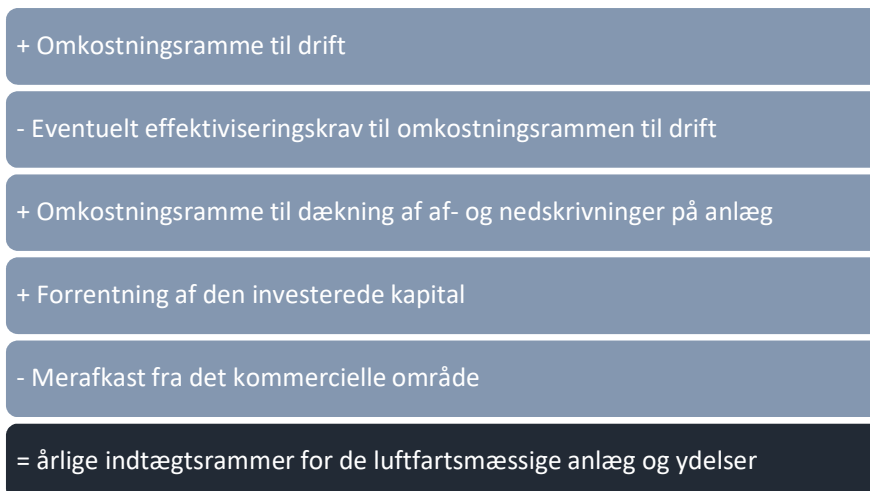 + Omkostningsramme til drift
- Eventuelt effektiviseringskrav til omkostningsrammen til drift
+ Omkostningsramme til dækning af af- og nedskrivninger på anlæg
+ Forrentning af den investerede kapital
- Merafkast fra det kommercielle område
= årlige indtægtsrammer for de luftfartsmæssige anlæg og ydelser